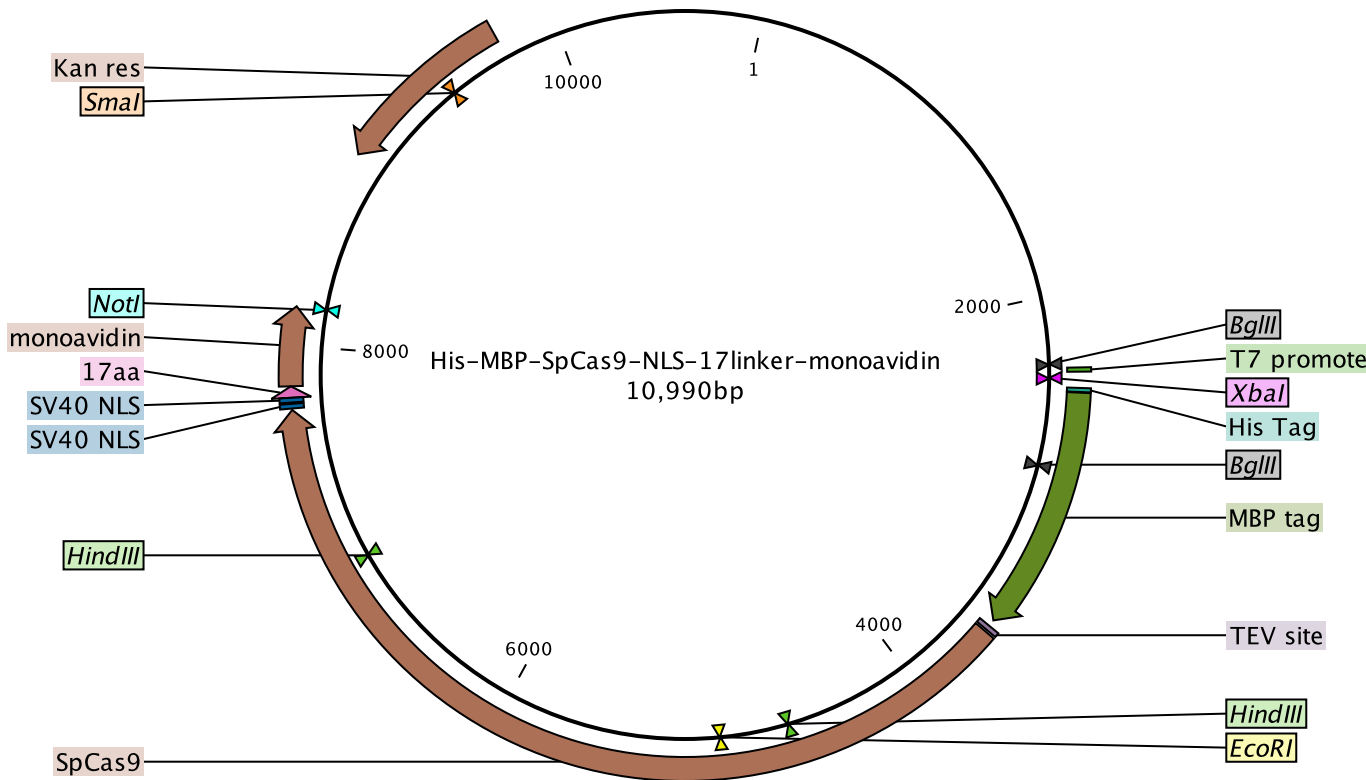 Kan res
SmaI
10000
1
NotI
2000
monoavidin
8000
17aa
SV40 NLS
SV40 NLS
His-MBP-SpCas9-NLS-17linker-monoavidin
10,990bp
BglII
T7 promote
XbaI
His Tag
BglII
MBP tag
HindIII
6000
4000
TEV site
HindIII
EcoRI
SpCas9